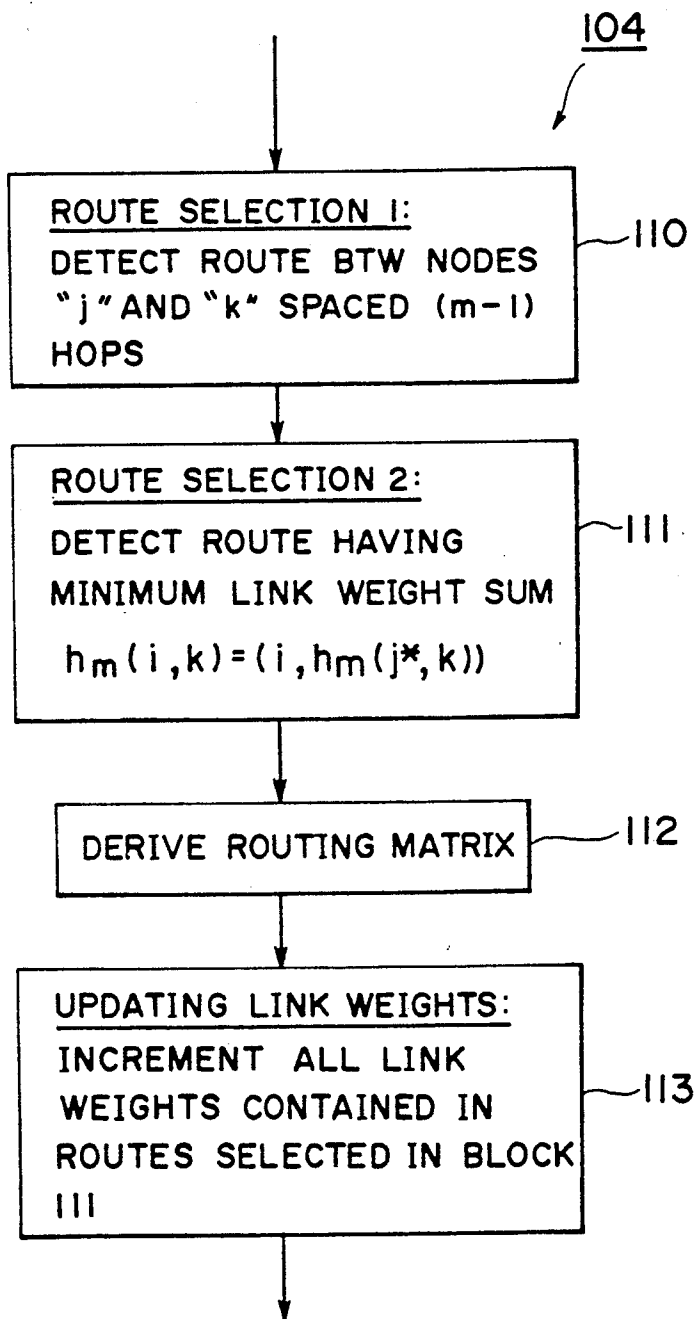 104
ROUTE SELECTION 1:
DETECT ROUTE BTW NODES
"j" AND "k" SPACED (m-1)
HOPS
110
ROUTE SELECTION 2:
DETECT ROUTE HAVING
MINIMUM LINK WEIGHT SUM
hm(i,k)=(i,hm(j*,k))
111
DERIVE ROUTING MATRIX
112
UPDATING LINK WEIGHTS:
INCREMENT ALL LINK
WEIGHTS CONTAINED IN
ROUTES SELECTED IN BLOCK
111
113